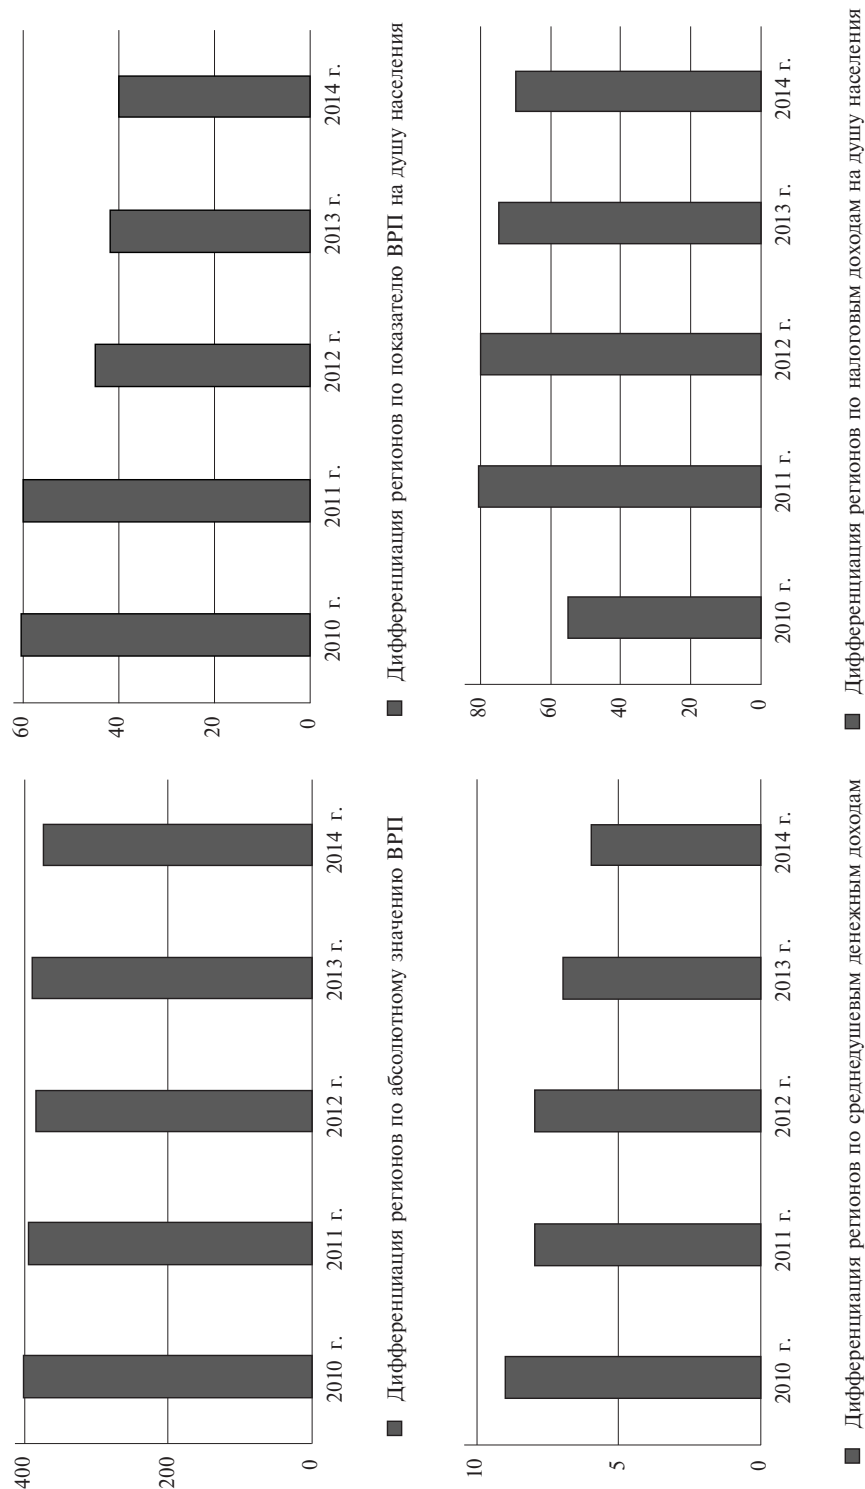 400
200
0
2010 г. 2011 г. 2012 г. 2013 г. 2014 г.
Дифференциация регионов по абсолютному значению ВРП
60
40
20
0
2010 г. 2011 г. 2012 г. 2013 г. 2014 г.
Дифференциация регионов по показателю ВРП на душу населения
10
5
0
2010 г. 2011 г. 2012 г. 2013 г. 2014 г.
Дифференциация регионов по среднедушевым денежным доходам
80
60
40
20
0
2010 г. 2011 г. 2012 г. 2013 г. 2014 г.
Дифференциация регионов по налоговым доходам на душу населения